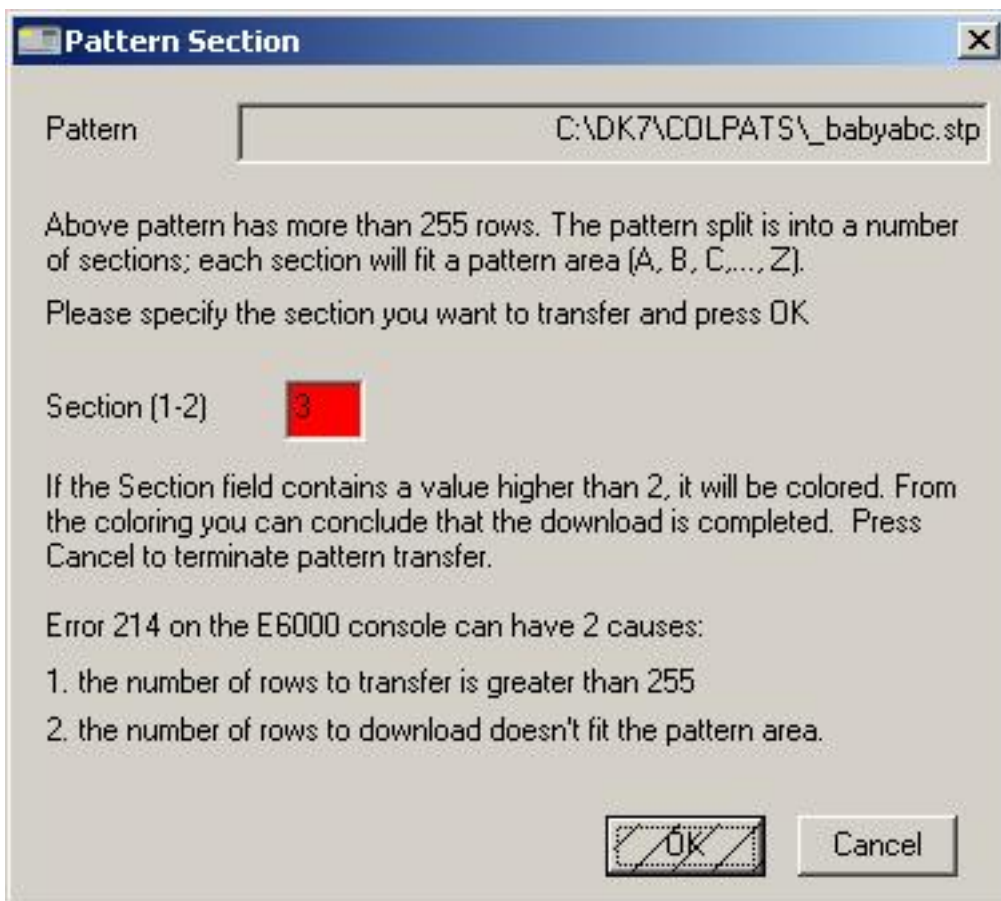 Pattern Section
Pattern C:\DK7\COLPATS\_babyabc.stp
Above pattern has more than 255 rows. The pattern split is into a number
of sections; each section will fit a pattern area (A, B, C,..., Z).
Please specify the section you want to transfer and press OK
Section (1-2) 3
If the Section field contains a value higher than 2, it will be colored. From
the coloring you can conclude that the download is completed.  Press
Cancel to terminate pattern transfer.
Error 214 on the E6000 console can have 2 causes:
1. the number of rows to transfer is greater than 255
2. the number of rows to download doesn't fit the pattern area.
OK Cancel